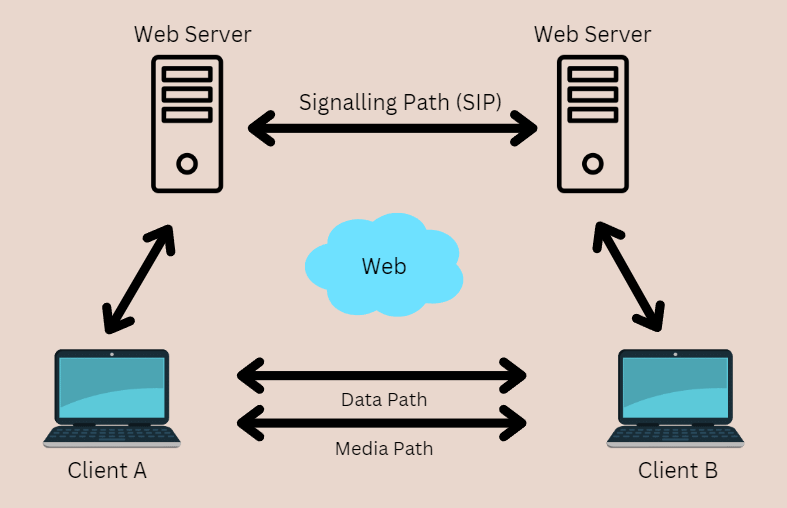 Web Server
Web Server
Signalling Path (SIP)
Web
Data Path
Media Path
Client A
Client B